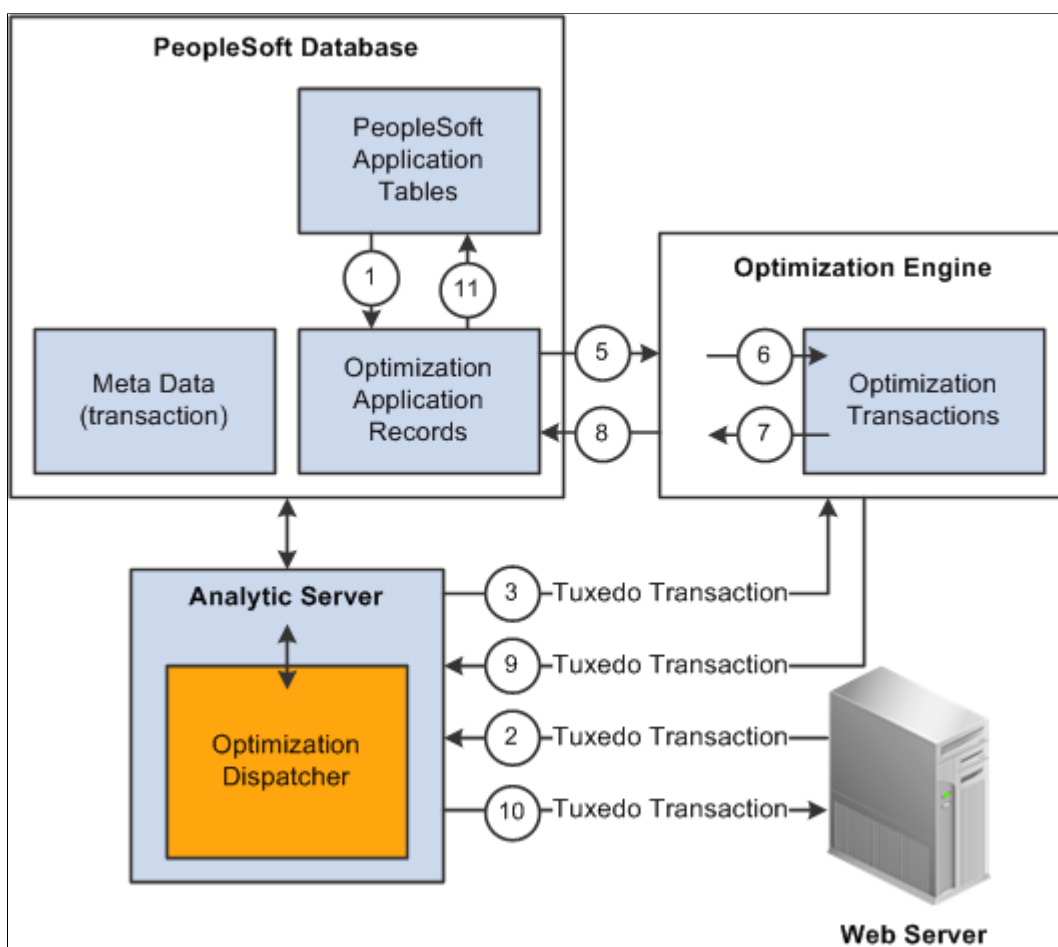 PeopleSoft Database
PeopleSoft
Application
Tables
1
11
Meta Data
(transaction)
Optimization
Application
Records
5
8
Optimization Engine
6
7
Optimization
Transactions
Analytic Server
Optimization
Dispatcher
3 Tuxedo Transaction
9 Tuxedo Transaction
2 Tuxedo Transaction
10 Tuxedo Transaction
Web Server